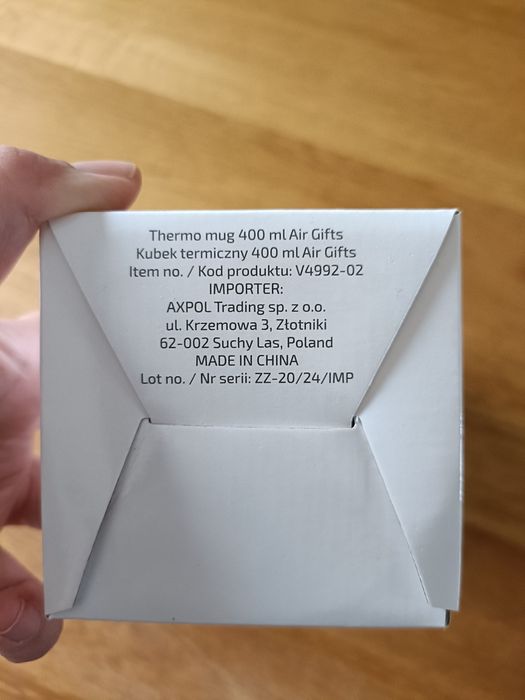 Thermo mug 400 ml Air Gifts
Kubek termiczny 400 ml Air Gifts
Item no. / Kod produktu: V4992-02
IMPORTER:
AXPOL Trading sp. z o.o.
ul. Krzemowa 3, Złotniki
62-002 Suchy Las, Poland
MADE IN CHINA
Lot no. / Nr serii: ZZ-20/24/IMP